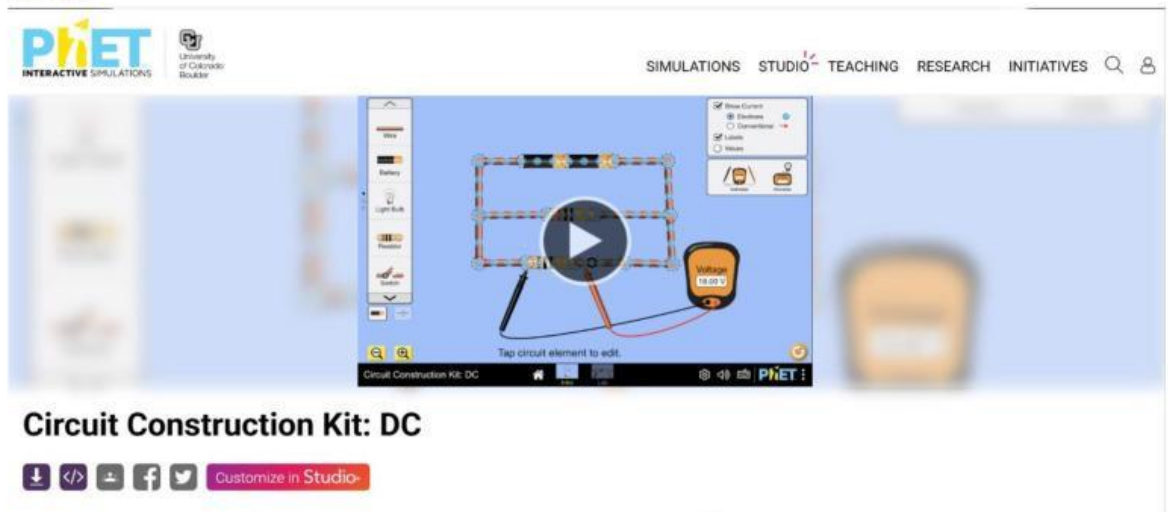 PhET
INTERACTIVE SIMULATIONS
University
of Colorado
Boulder
SIMULATIONS STUDIO TEACHING RESEARCH INITIATIVES
Wire
Battery
Light Bulb
Resistor
Switch
Show Current
Electrons
Conventional
Labels
Values
Voltage
18.00 V
Tap circuit element to edit.
Circuit Construction Kit: DC
Intro
Lab
PhET
Circuit Construction Kit: DC
</> f Customize in Studio